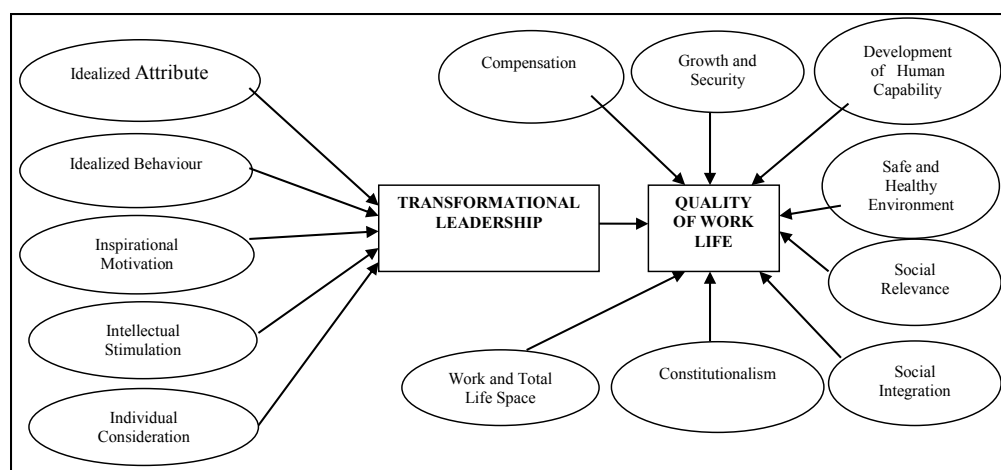 Idealized Attribute
Idealized Behaviour
Inspirational
Motivation
Intellectual
Stimulation
Individual
Consideration
TRANSFORMATIONAL
LEADERSHIP
Compensation
Growth and
Security
Development
of Human
Capability
QUALITY
OF WORK
LIFE
Safe and
Healthy
Environment
Social
Relevance
Social
Integration
Constitutionalism
Work and Total
Life Space